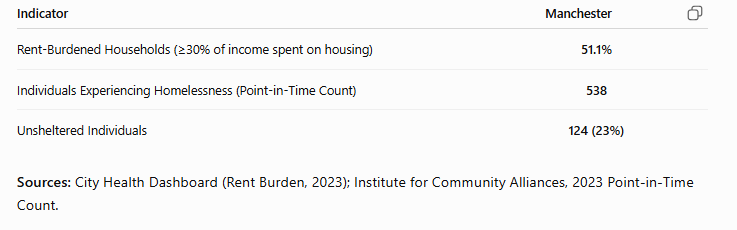 Indicator Manchester
Rent-Burdened Households (≥30% of income spent on housing) 51.1%
Individuals Experiencing Homelessness (Point-in-Time Count) 538
Unsheltered Individuals 124 (23%)
Sources: City Health Dashboard (Rent Burden, 2023); Institute for Community Alliances, 2023 Point-in-Time
Count.